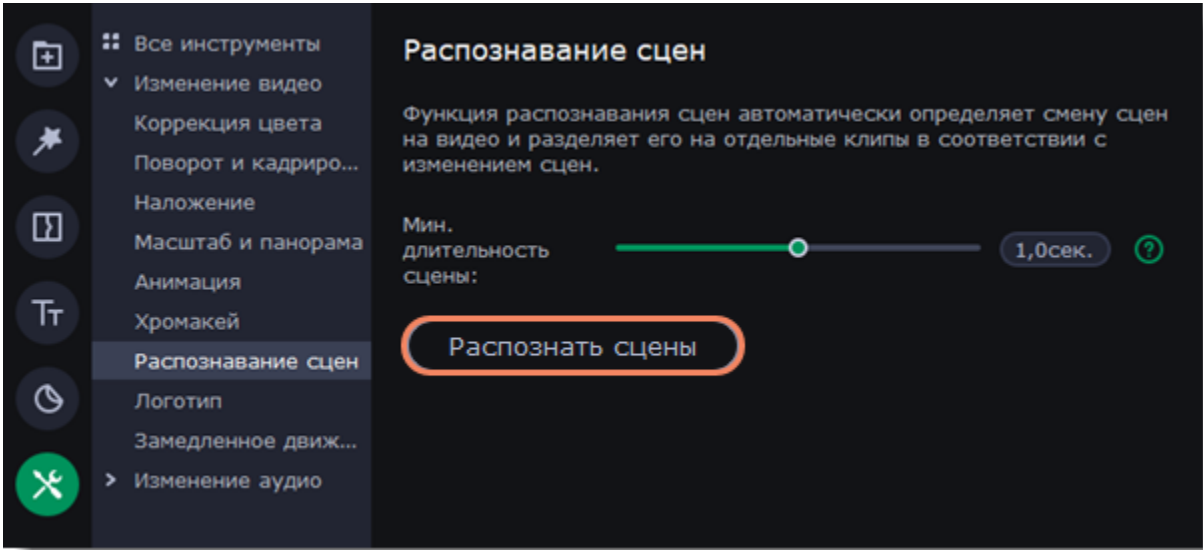 Все инструменты
Изменение видео
Коррекция цвета
Поворот и кадриро...
Наложение
Масштаб и панорама
Анимация
Хромакей
Распознавание сцен
Логотип
Замедленное движ...
Изменение аудио
Распознавание сцен
Функция распознавания сцен автоматически определяет смену сцен
на видео и разделяет его на отдельные клипы в соответствии с
изменением сцен.
Мин.
длительность
сцены:
1,0сек.
Распознать сцены